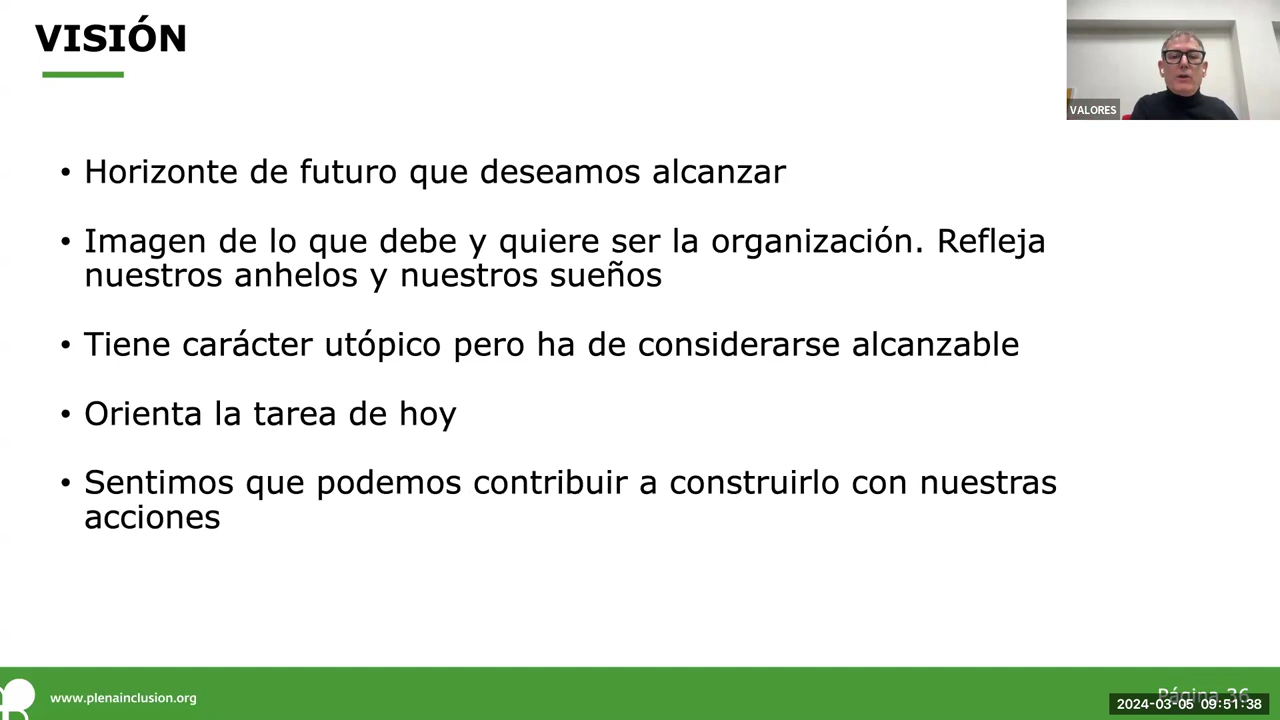 VISIÓN
VALORES
• Horizonte de futuro que deseamos alcanzar
• Imagen de lo que debe y quiere ser la organización. Refleja
nuestros anhelos y nuestros sueños
• Tiene carácter utópico pero ha de considerarse alcanzable
• Orienta la tarea de hoy
• Sentimos que podemos contribuir a construirlo con nuestras
acciones
www.plenainclusion.org
Página 36
2024-03-05 09:51:38